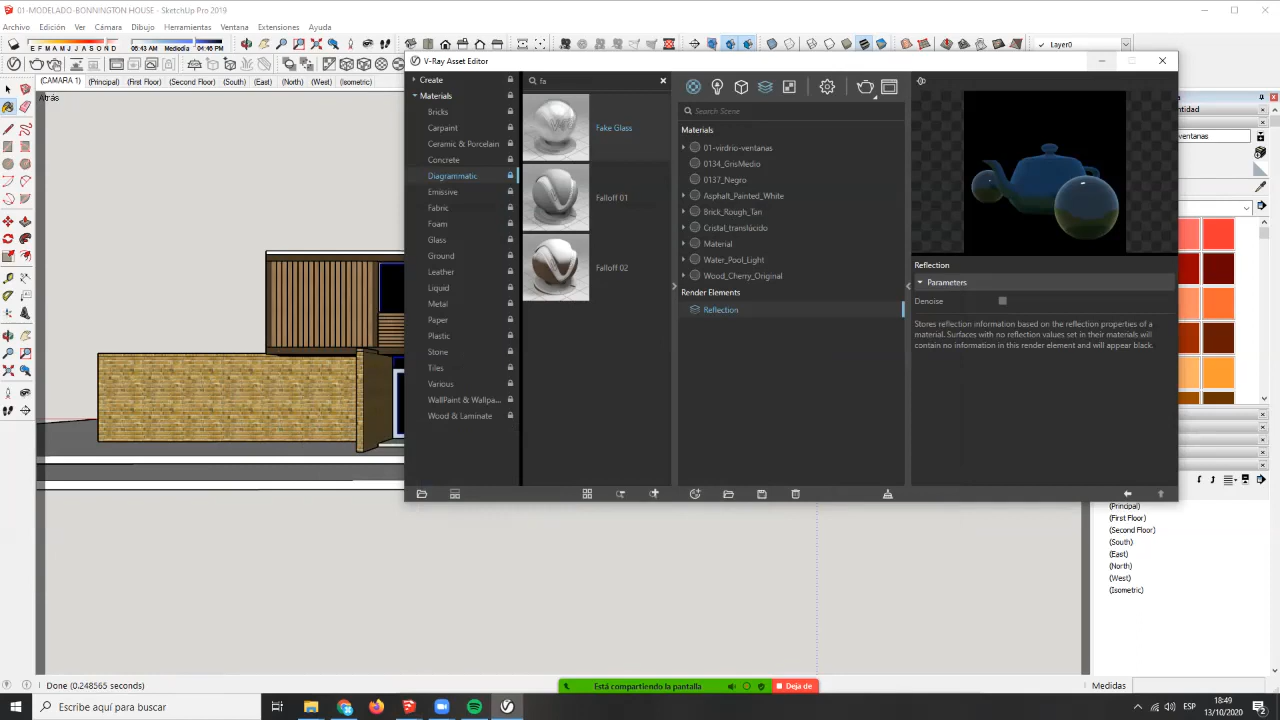 01-MODELADO-BONNINGTON HOUSE - SketchUp Pro 2019
Archivo Edición Ver Cámara Dibujo Herramientas Ventana Extensiones Ayuda
E F M A M J J A S O N D 06:43 AM Mediodía 04:46 PM
Layer0
(CAMARA 1) (Principal) (First Floor) (Second Floor) (South) (East) (North) (West) (Isometric)
Atrás
V-Ray Asset Editor
Create
Materials
Bricks
Carpaint
Ceramic & Porcelain
Concrete
Diagrammatic
Emissive
Fabric
Foam
Glass
Ground
Leather
Liquid
Metal
Paper
Plastic
Stone
Tiles
Various
WallPaint & Wallpa...
Wood & Laminate
fa
Fake Glass
Falloff 01
Falloff 02
Search Scene
Materials
01-virdrio-ventanas
0134_GrisMedio
0137_Negro
Asphalt_Painted_White
Brick_Rough_Tan
Cristal_translúcido
Material
Water_Pool_Light
Wood_Cherry_Original
Render Elements
Reflection
Reflection
Parameters
Denoise
Stores reflection information based on the reflection properties of a
material. Surfaces with no reflection values set in their materials will
contain no information in this render element and will appear black.
entidad
ventanas
(Principal)
(First Floor)
(Second Floor)
(South)
(East)
(North)
(West)
(Isometric)
Done (0.248565 seconds)
Está compartiendo la pantalla
Deja de
Medidas
Escribe aquí para buscar
ESP
18:49
13/10/2020
2